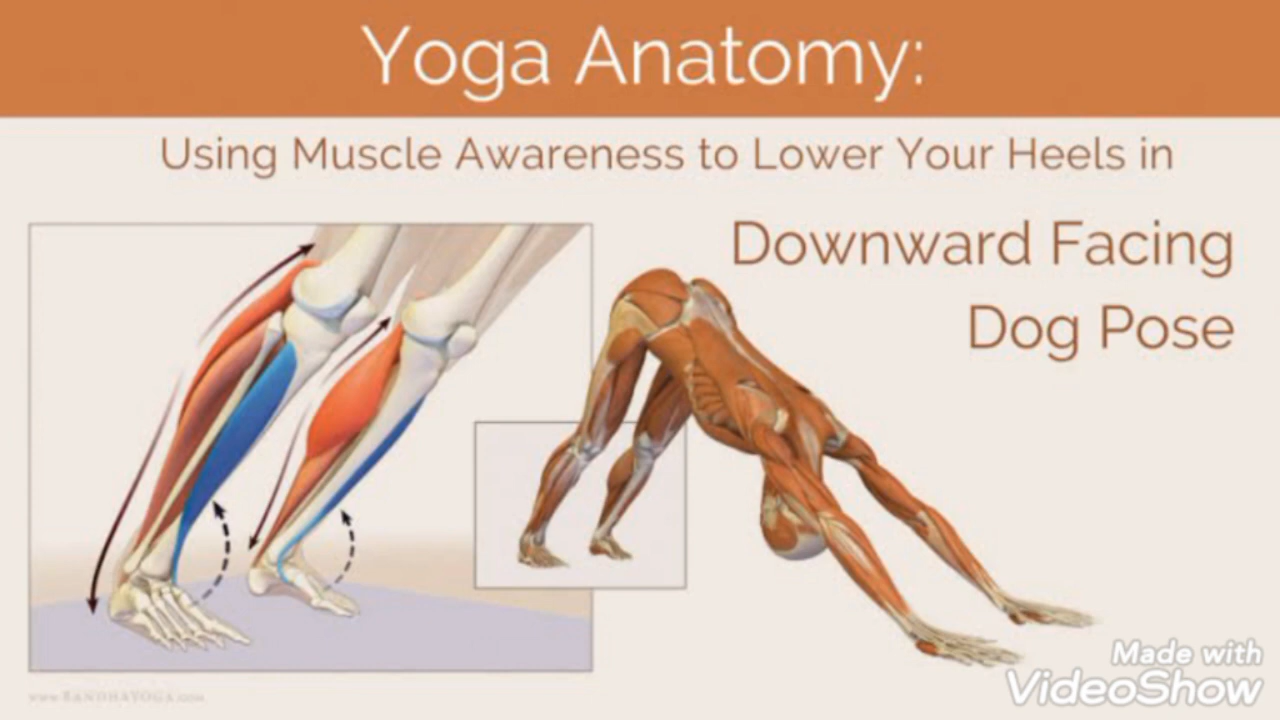 Yoga Anatomy:
Using Muscle Awareness to Lower Your Heels in
Downward Facing
Dog Pose
www.BANDHAYOGA.com
Made with
VideoShow